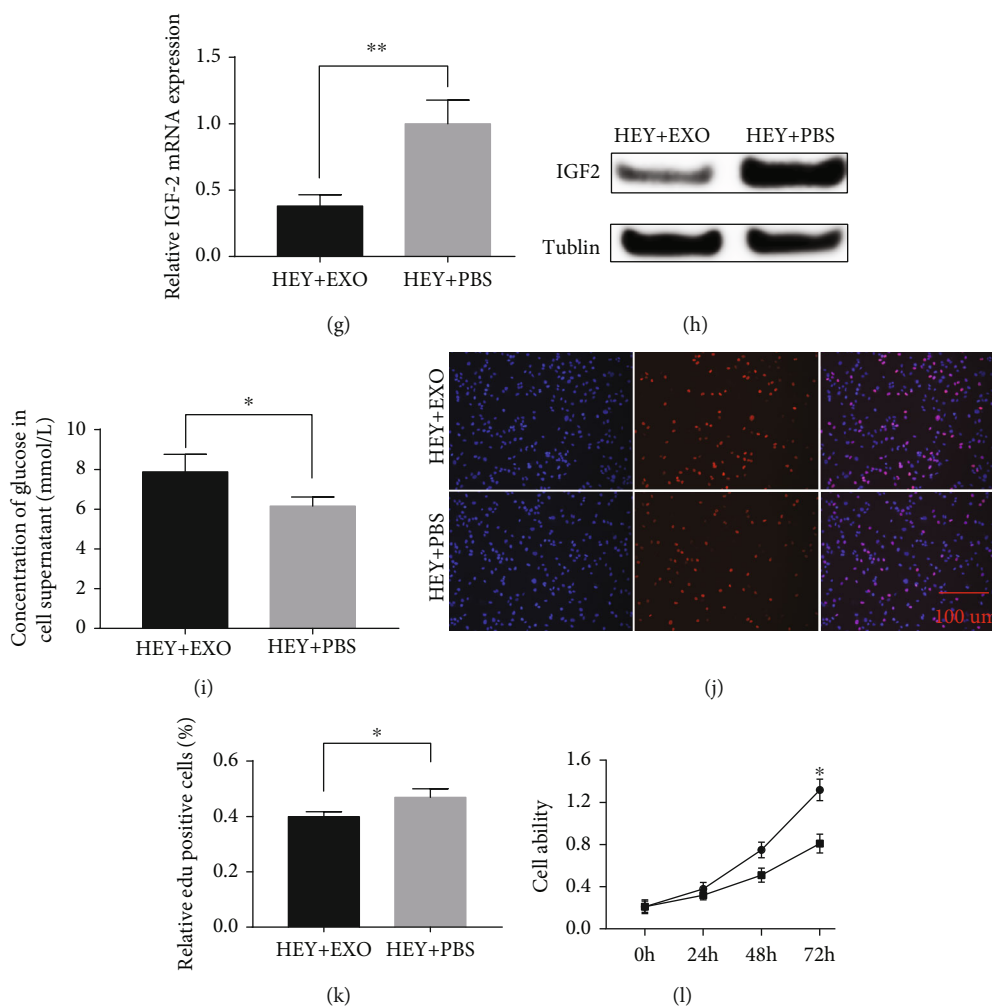 Relative IGF-2 mRNA expression
1.5
1.0
0.5
0.0
**
HEY+EXO
HEY+PBS
(g)
HEY+EXO
HEY+PBS
IGF2
Tublin
(h)
Concentration of glucose in
cell supernatant (mmol/L)
10
8
6
4
2
0
*
HEY+EXO
HEY+PBS
(i)
HEY+EXO
HEY+PBS
100 um
(j)
Relative edu positive cells (%)
0.6
0.4
0.2
0.0
*
HEY+EXO
HEY+PBS
(k)
Cell ability
1.6
1.2
0.8
0.4
0.0
*
0h
24h
48h
72h
(l)